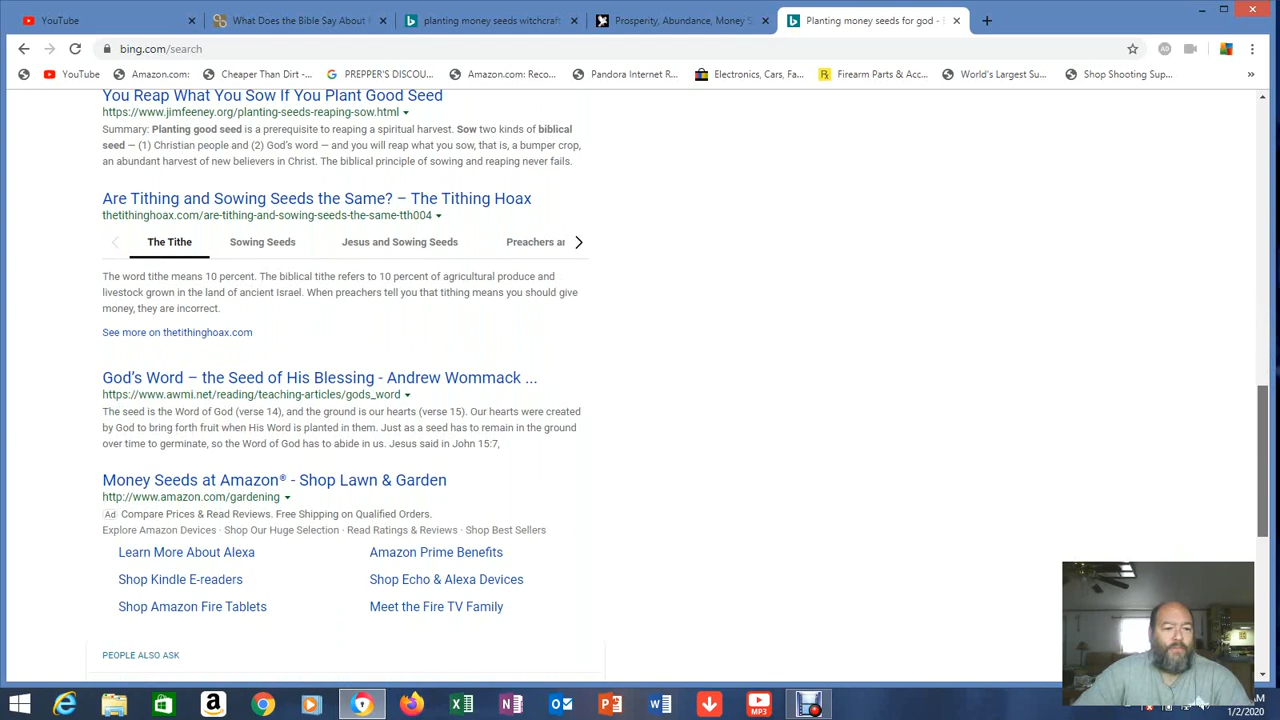 YouTube
What Does the Bible Say About
planting money seeds witchcraft
Prosperity, Abundance, Money S
Planting money seeds for god -
bing.com/search
YouTube
Amazon.com:
Cheaper Than Dirt -...
PREPPER'S DISCOU...
Amazon.com: Reco...
Pandora Internet R...
Electronics, Cars, Fa...
Firearm Parts & Acc...
World's Largest Su...
Shop Shooting Sup...
You Reap What You Sow If You Plant Good Seed
https://www.jimfeeney.org/planting-seeds-reaping-sow.html
Summary: Planting good seed is a prerequisite to reaping a spiritual harvest. Sow two kinds of biblical
seed — (1) Christian people and (2) God's word — and you will reap what you sow, that is, a bumper crop,
an abundant harvest of new believers in Christ. The biblical principle of sowing and reaping never fails.
Are Tithing and Sowing Seeds the Same? – The Tithing Hoax
thetithinghoax.com/are-tithing-and-sowing-seeds-the-same-tth004
The Tithe
Sowing Seeds
Jesus and Sowing Seeds
Preachers ar
The word tithe means 10 percent. The biblical tithe refers to 10 percent of agricultural produce and
livestock grown in the land of ancient Israel. When preachers tell you that tithing means you should give
money, they are incorrect.
See more on thetithinghoax.com
God's Word – the Seed of His Blessing - Andrew Wommack ...
https://www.awmi.net/reading/teaching-articles/gods_word
The seed is the Word of God (verse 14), and the ground is our hearts (verse 15). Our hearts were created
by God to bring forth fruit when His Word is planted in them. Just as a seed has to remain in the ground
over time to germinate, so the Word of God has to abide in us. Jesus said in John 15:7,
Money Seeds at Amazon® - Shop Lawn & Garden
http://www.amazon.com/gardening
Ad Compare Prices & Read Reviews. Free Shipping on Qualified Orders.
Explore Amazon Devices · Shop Our Huge Selection · Read Ratings & Reviews · Shop Best Sellers
Learn More About Alexa
Amazon Prime Benefits
Shop Kindle E-readers
Shop Echo & Alexa Devices
Shop Amazon Fire Tablets
Meet the Fire TV Family
PEOPLE ALSO ASK
MP3
AM
1/2/2020